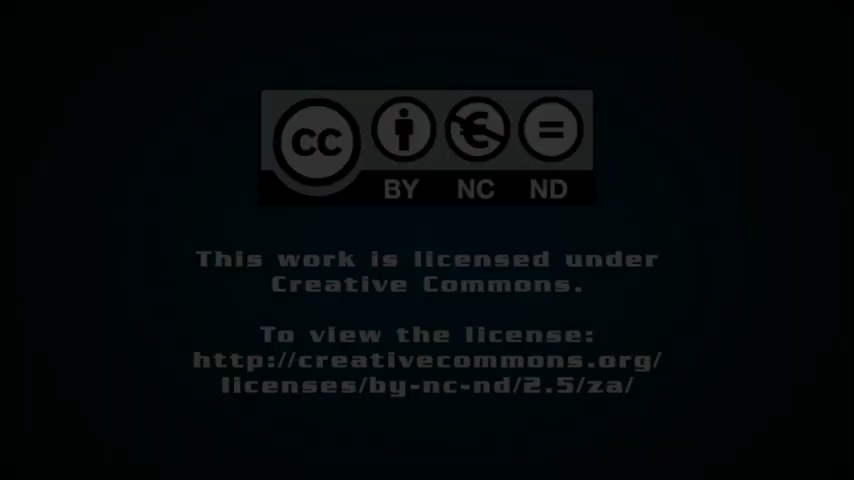 CC
BY NC ND
This work is licensed under
Creative Commons.
To view the license:
http://creativecommons.org/
licenses/by-nc-nd/2.5/za/